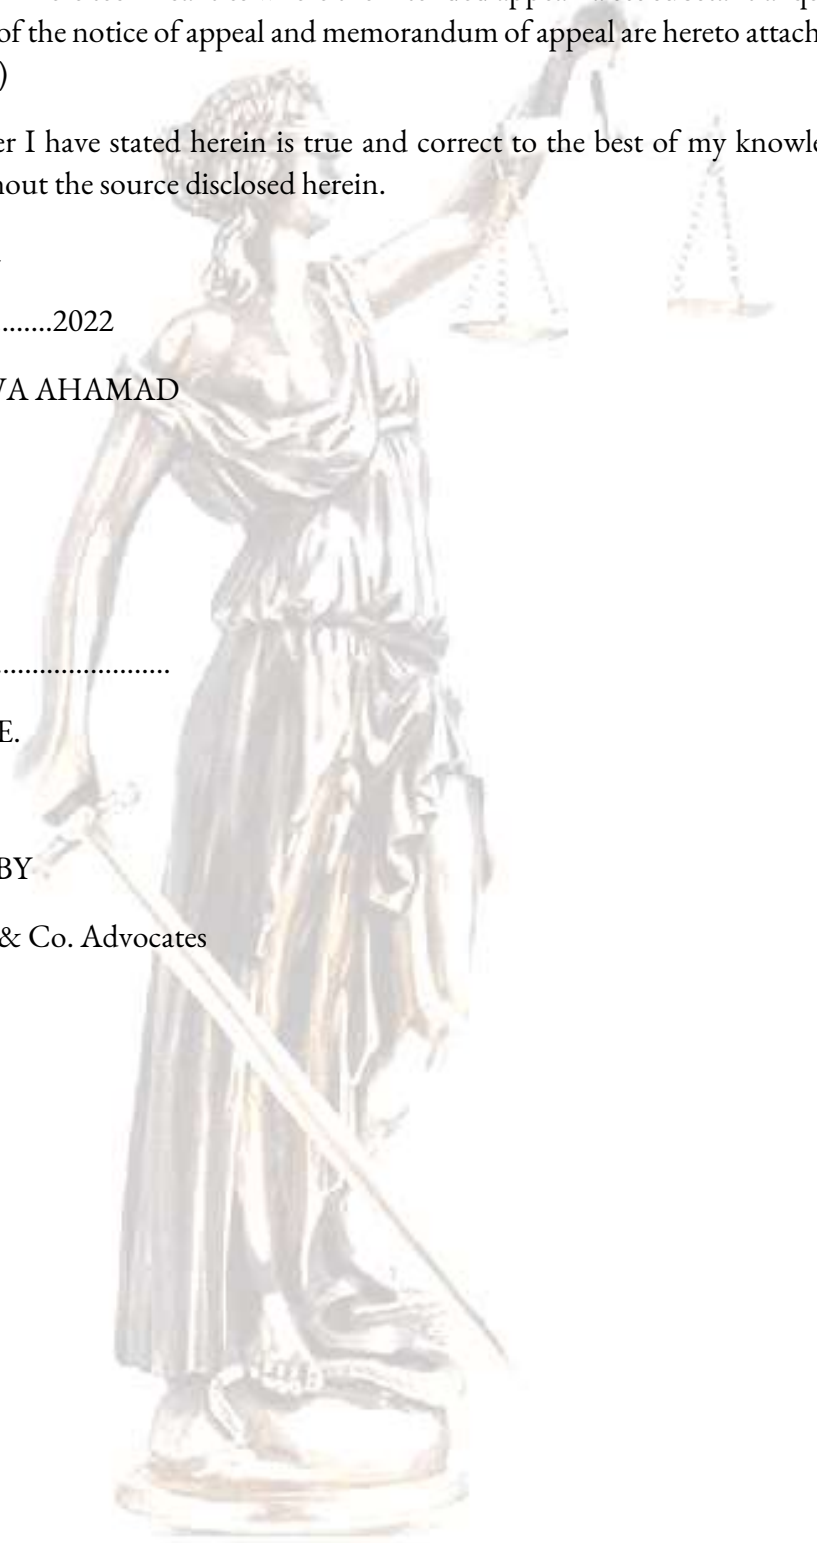 of the notice of appeal and memorandum of appeal are hereto attach
)
er I have stated herein is true and correct to the best of my knowle
hout the source disclosed herein.
........2022
VA AHAMAD
..............................
E.
BY
& Co. Advocates